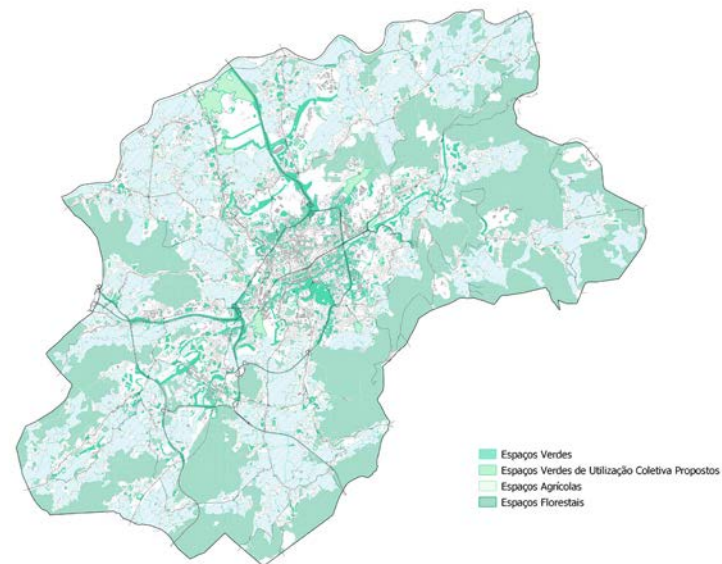 Espaços Verdes
Espaços Verdes de Utilização Coletiva Propostos
Espaços Agrícolas
Espaços Florestais